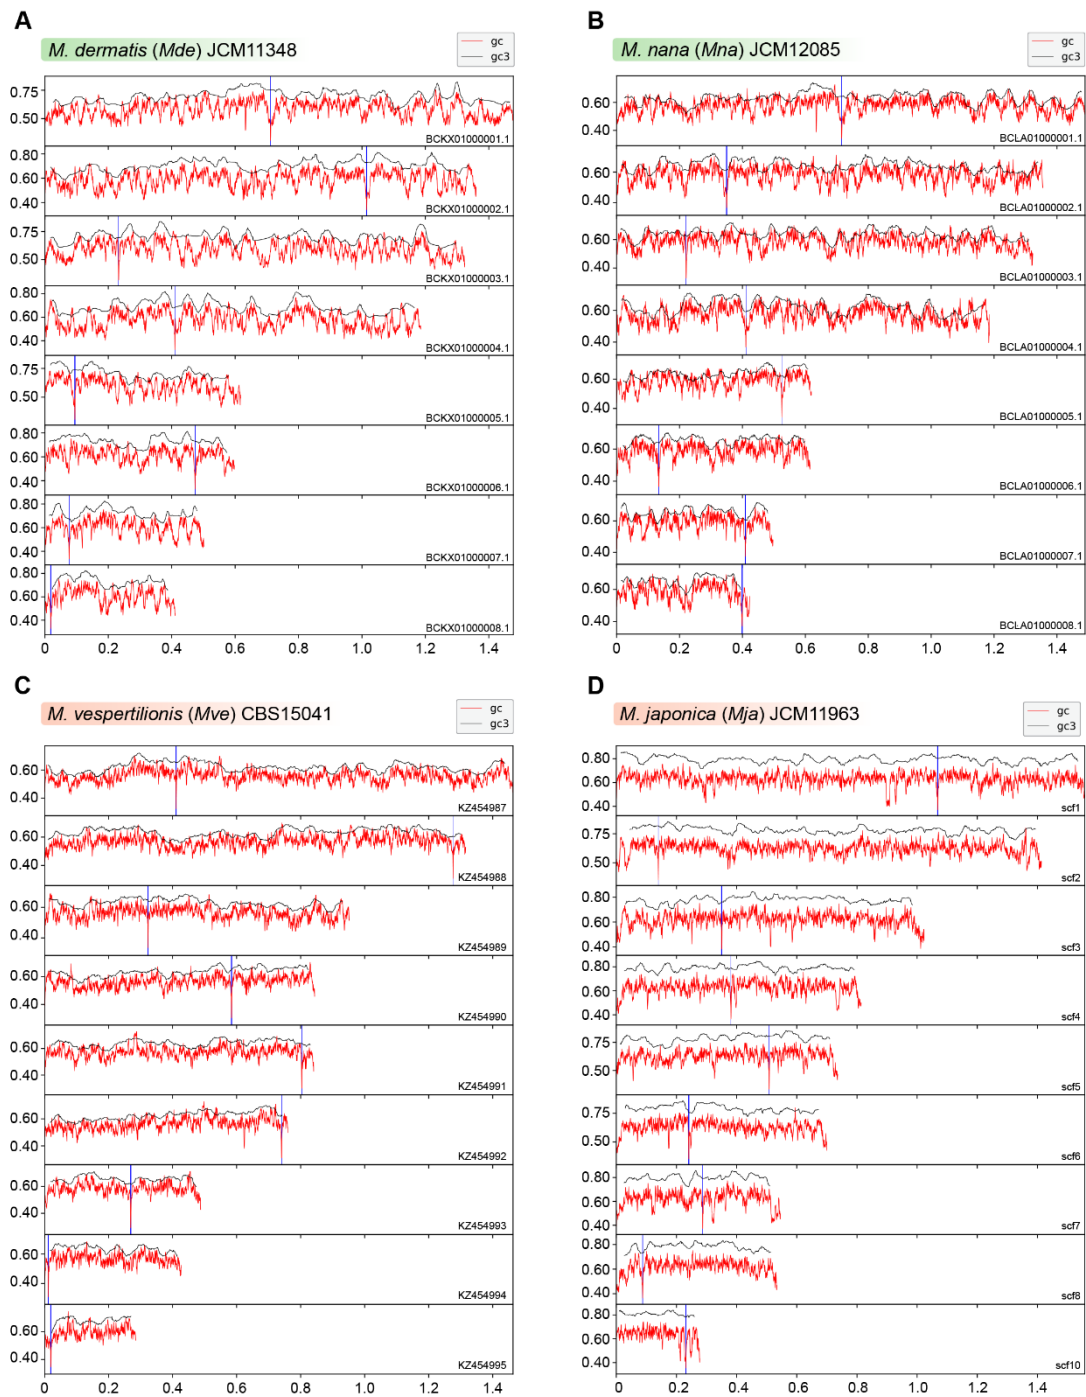 A
M. dermatis (Mde) JCM11348
gc
gc3
0.75
0.50
BCKX01000001.1
0.80
0.60
0.40
BCKX01000002.1
0.75
0.50
BCKX01000003.1
0.80
0.60
0.40
BCKX01000004.1
0.75
0.50
BCKX01000005.1
0.80
0.60
0.40
BCKX01000006.1
0.80
0.60
0.40
BCKX01000007.1
0.80
0.60
0.40
BCKX01000008.1
0.0 0.2 0.4 0.6 0.8 1.0 1.2 1.4
B
M. nana (Mna) JCM12085
gc
gc3
0.60
0.40
BCLA01000001.1
0.60
0.40
BCLA01000002.1
0.60
0.40
BCLA01000003.1
0.60
0.40
BCLA01000004.1
0.60
0.40
BCLA01000005.1
0.60
0.40
BCLA01000006.1
0.60
0.40
BCLA01000007.1
0.60
0.40
BCLA01000008.1
0.0 0.2 0.4 0.6 0.8 1.0 1.2 1.4
C
M. vespertilionis (Mve) CBS15041
gc
gc3
0.60
0.40
KZ454987
0.60
0.40
KZ454988
0.60
0.40
KZ454989
0.60
0.40
KZ454990
0.60
0.40
KZ454991
0.60
0.40
KZ454992
0.60
0.40
KZ454993
0.60
0.40
KZ454994
0.60
0.40
KZ454995
0.0 0.2 0.4 0.6 0.8 1.0 1.2 1.4
D
M. japonica (Mja) JCM11963
gc
gc3
0.80
0.60
0.40
scf1
0.75
0.50
scf2
0.80
0.60
0.40
scf3
0.80
0.60
0.40
scf4
0.75
0.50
scf5
0.75
0.50
scf6
0.80
0.60
0.40
scf7
0.80
0.60
0.40
scf8
0.80
0.60
0.40
scf10
0.0 0.2 0.4 0.6 0.8 1.0 1.2 1.4